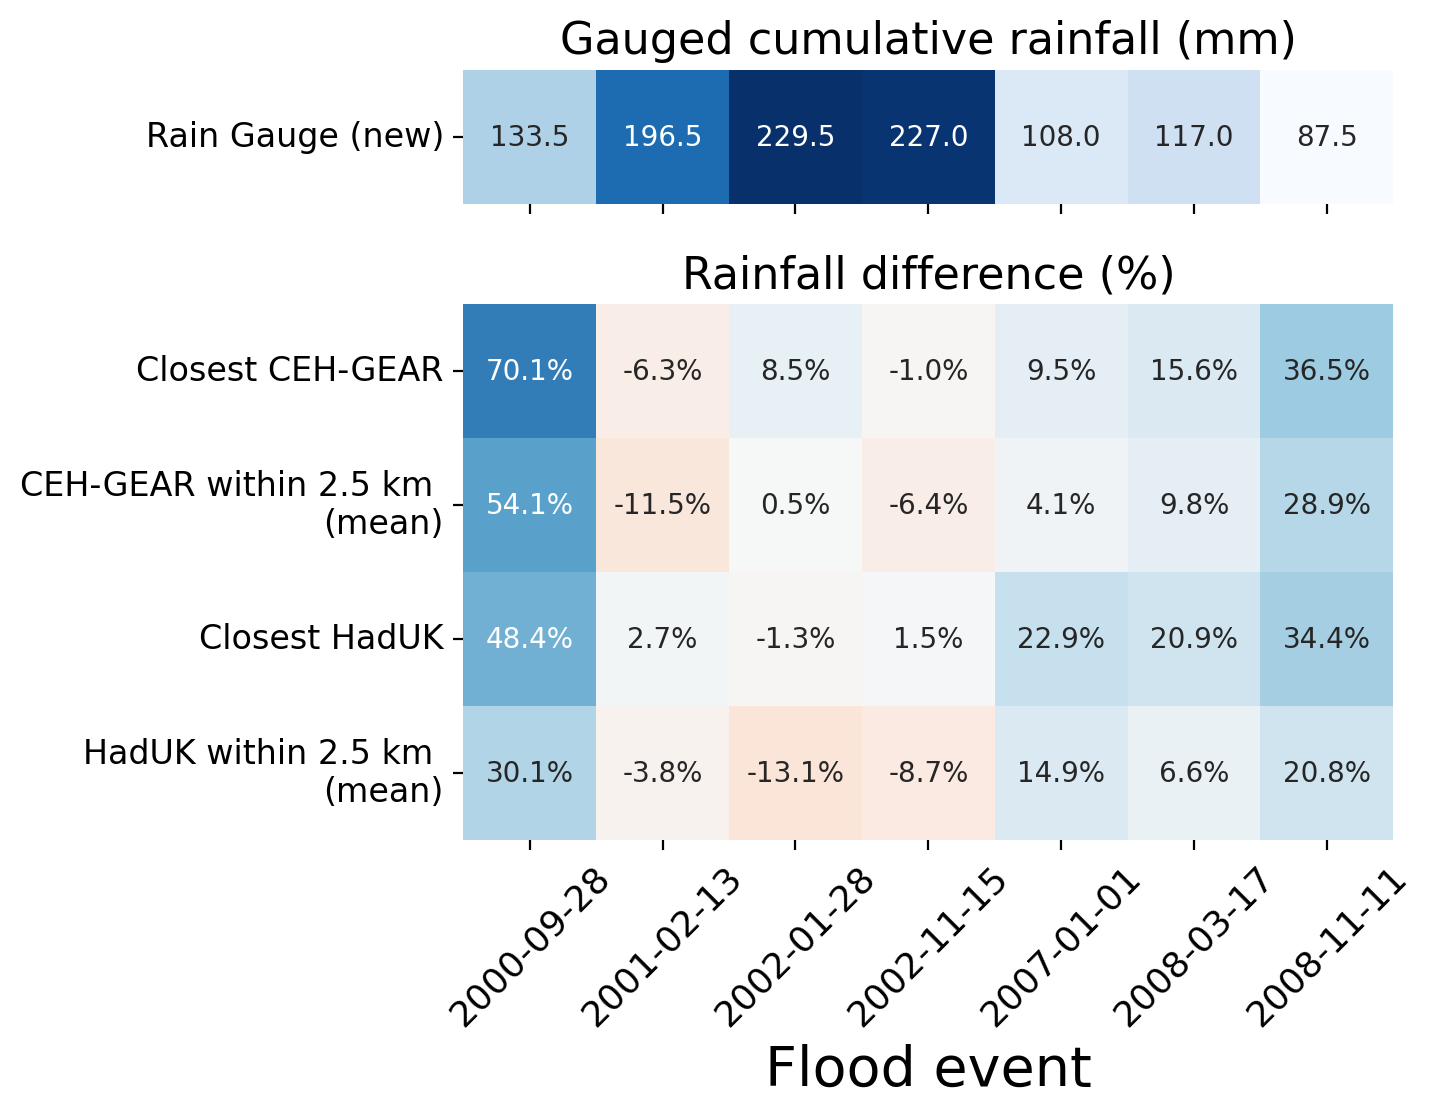 Gauged cumulative rainfall (mm)
Rain Gauge (new) 133.5 196.5 229.5 227.0 108.0 117.0 87.5
Rainfall difference (%)
Closest CEH-GEAR 70.1% -6.3% 8.5% -1.0% 9.5% 15.6% 36.5%
CEH-GEAR within 2.5 km
(mean) 54.1% -11.5% 0.5% -6.4% 4.1% 9.8% 28.9%
Closest HadUK 48.4% 2.7% -1.3% 1.5% 22.9% 20.9% 34.4%
HadUK within 2.5 km
(mean) 30.1% -3.8% -13.1% -8.7% 14.9% 6.6% 20.8%
2000-09-28 2001-02-13 2002-01-28 2002-11-15 2007-01-01 2008-03-17 2008-11-11
Flood event